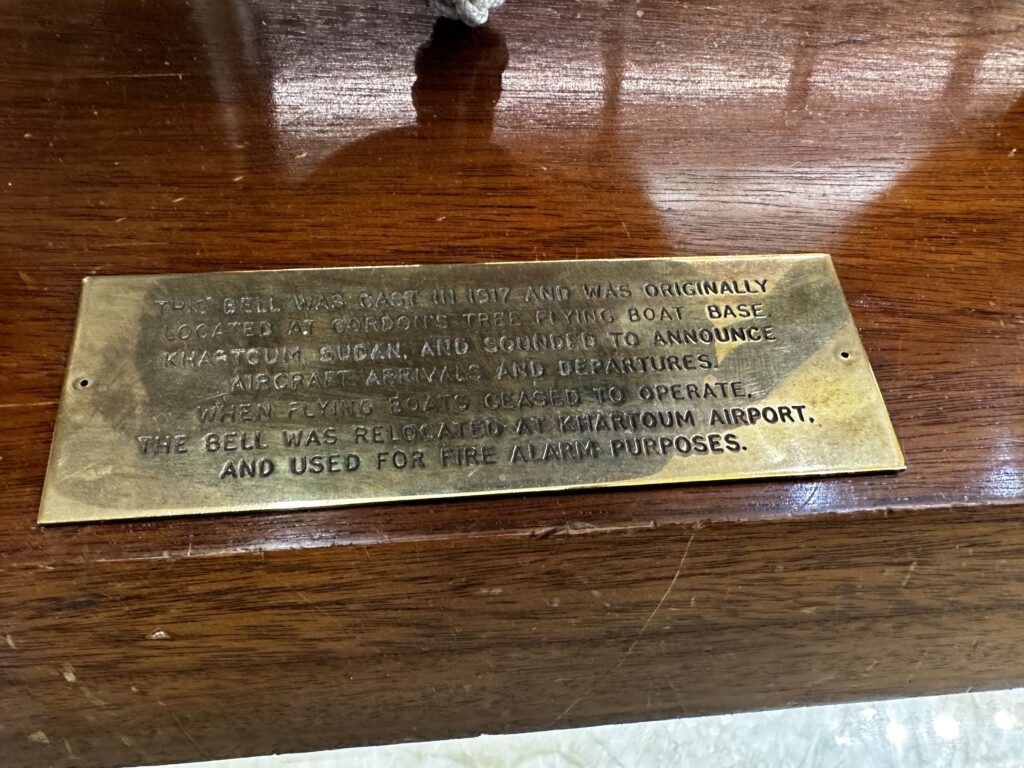 THIS BELL WAS CAST IN 1917 AND WAS ORIGINALLY
LOCATED AT GORDON'S TREE FLYING BOAT BASE,
KHARTOUM, SUDAN, AND SOUNDED TO ANNOUNCE
AIRCRAFT ARRIVALS AND DEPARTURES.
WHEN FLYING BOATS CEASED TO OPERATE,
THE BELL WAS RELOCATED AT KHARTOUM AIRPORT,
AND USED FOR FIRE ALARM PURPOSES.